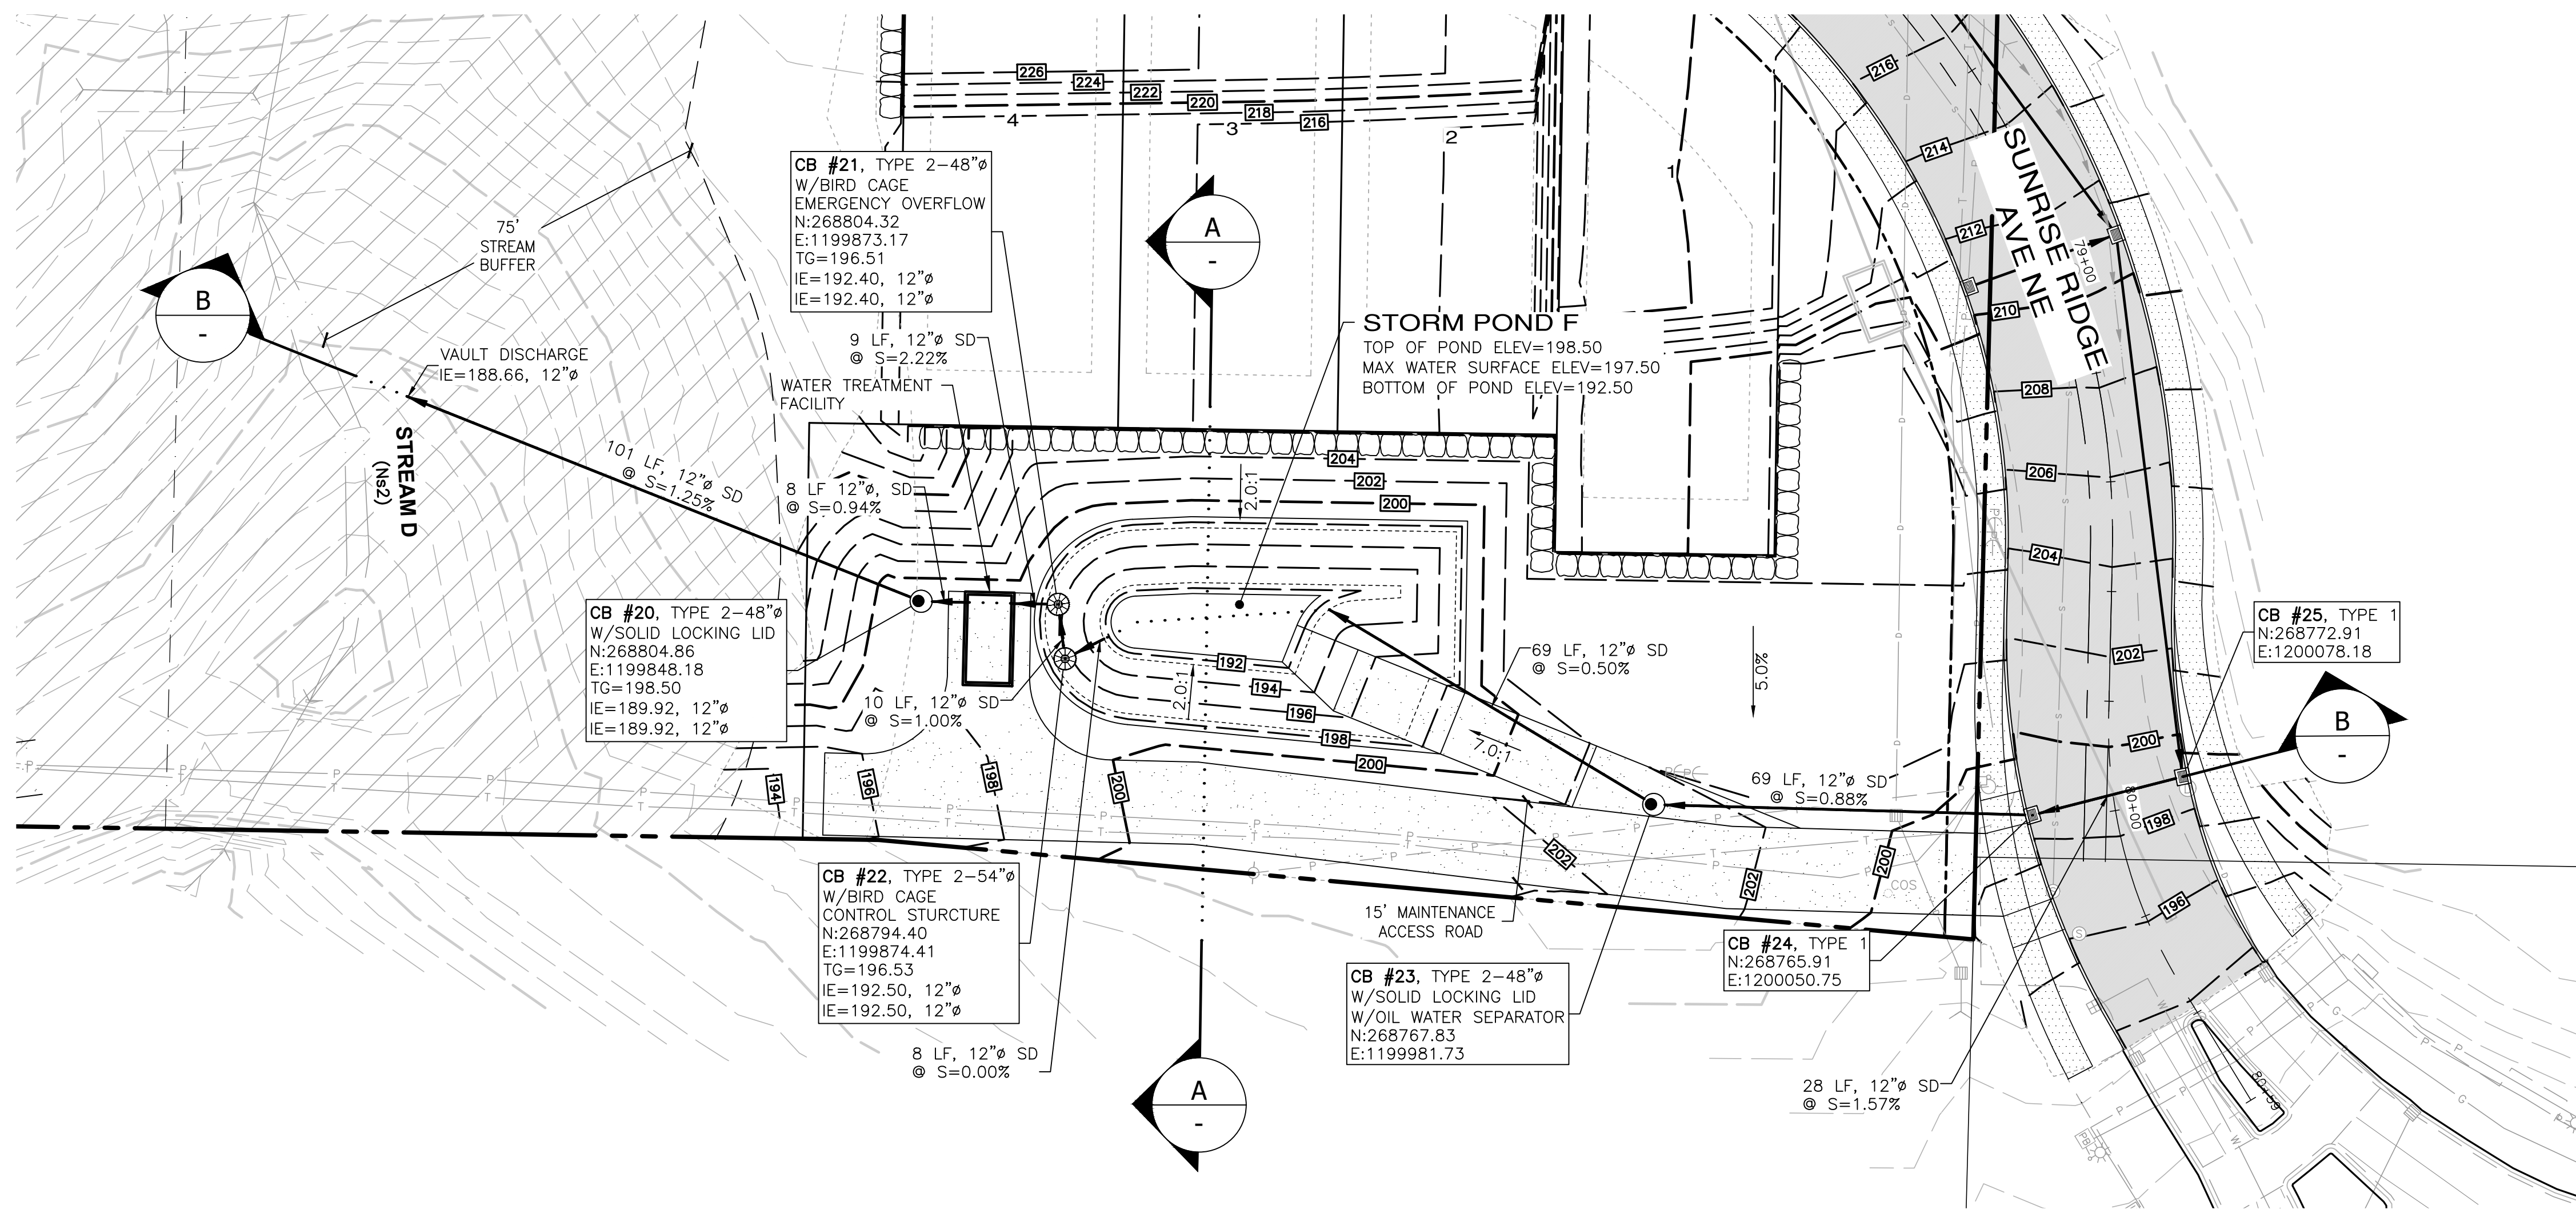 226
224
222
220
218
216
4
3
2
1
216
214
212
210
208
206
204
202
200
198
196
SUNRISE RIDGE
AVE NE
79+00
80+00
80+59
CB #21, TYPE 2-48"ø
W/BIRD CAGE
EMERGENCY OVERFLOW
N:268804.32
E:1199873.17
TG=196.51
IE=192.40, 12"ø
IE=192.40, 12"ø
75'
STREAM
BUFFER
A
-
B
-
STORM POND F
TOP OF POND ELEV=198.50
MAX WATER SURFACE ELEV=197.50
BOTTOM OF POND ELEV=192.50
9 LF, 12"ø SD
@ S=2.22%
VAULT DISCHARGE
IE=188.66, 12"ø
WATER TREATMENT
FACILITY
STREAM D
(Ns2)
101 LF, 12"ø SD
@ S=1.25%
8 LF 12"ø, SD
@ S=0.94%
204
202
200
2.0:1
CB #20, TYPE 2-48"ø
W/SOLID LOCKING LID
N:268804.86
E:1199848.18
TG=198.50
IE=189.92, 12"ø
IE=189.92, 12"ø
CB #25, TYPE 1
N:268772.91
E:1200078.18
69 LF, 12"ø SD
@ S=0.50%
5.0%
192
194
196
198
200
2.0:1
10 LF, 12"ø SD
@ S=1.00%
7.0:1
B
-
69 LF, 12"ø SD
@ S=0.88%
194
196
198
200
202
202
200
COS
CB #22, TYPE 2-54"ø
W/BIRD CAGE
CONTROL STURCTURE
N:268794.40
E:1199874.41
TG=196.53
IE=192.50, 12"ø
IE=192.50, 12"ø
15' MAINTENANCE
ACCESS ROAD
CB #24, TYPE 1
N:268765.91
E:1200050.75
CB #23, TYPE 2-48"ø
W/SOLID LOCKING LID
W/OIL WATER SEPARATOR
N:268767.83
E:1199981.73
8 LF, 12"ø SD
@ S=0.00%
A
-
28 LF, 12"ø SD
@ S=1.57%